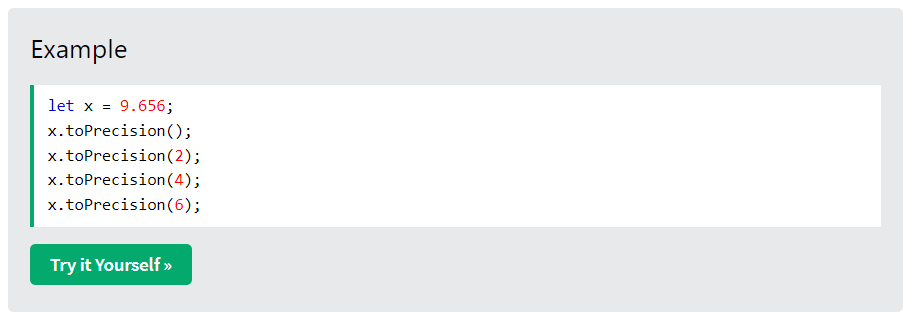 Example
let x = 9.656;
x.toPrecision();
x.toPrecision(2);
x.toPrecision(4);
x.toPrecision(6);
Try it Yourself »